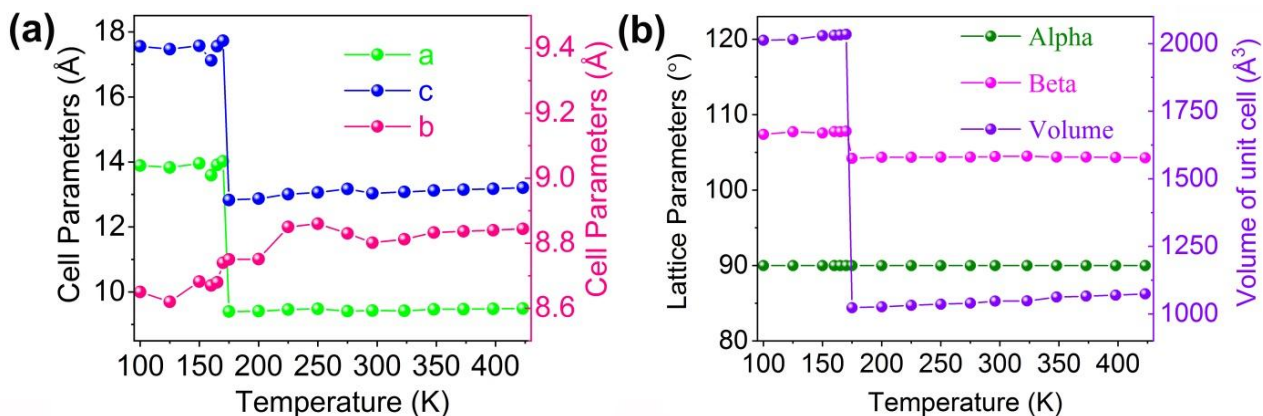 (a)
Cell Parameters (Å)
18
16
14
12
10
a
c
b
9.4
9.2
9.0
8.8
8.6
Cell Parameters (Å)
100 150 200 250 300 350 400
Temperature (K)
(b)
Lattice Parameters (°)
120
110
100
90
80
Alpha
Beta
Volume
2000
1750
1500
1250
1000
Volume of unit cell (Å³)
100 150 200 250 300 350 400
Temperature (K)